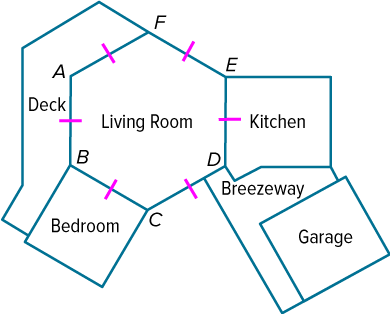 F
A
E
Deck
Living Room
Kitchen
B
D
Breezeway
C
Bedroom
Garage